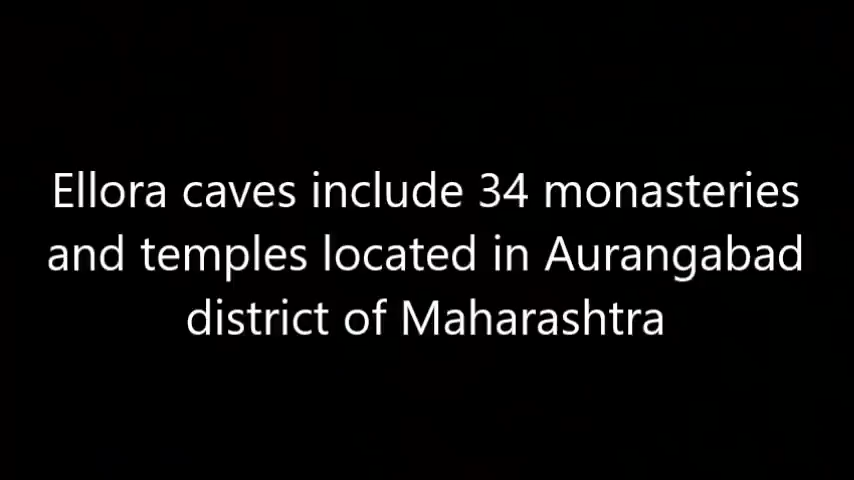 Ellora caves include 34 monasteries
and temples located in Aurangabad
district of Maharashtra